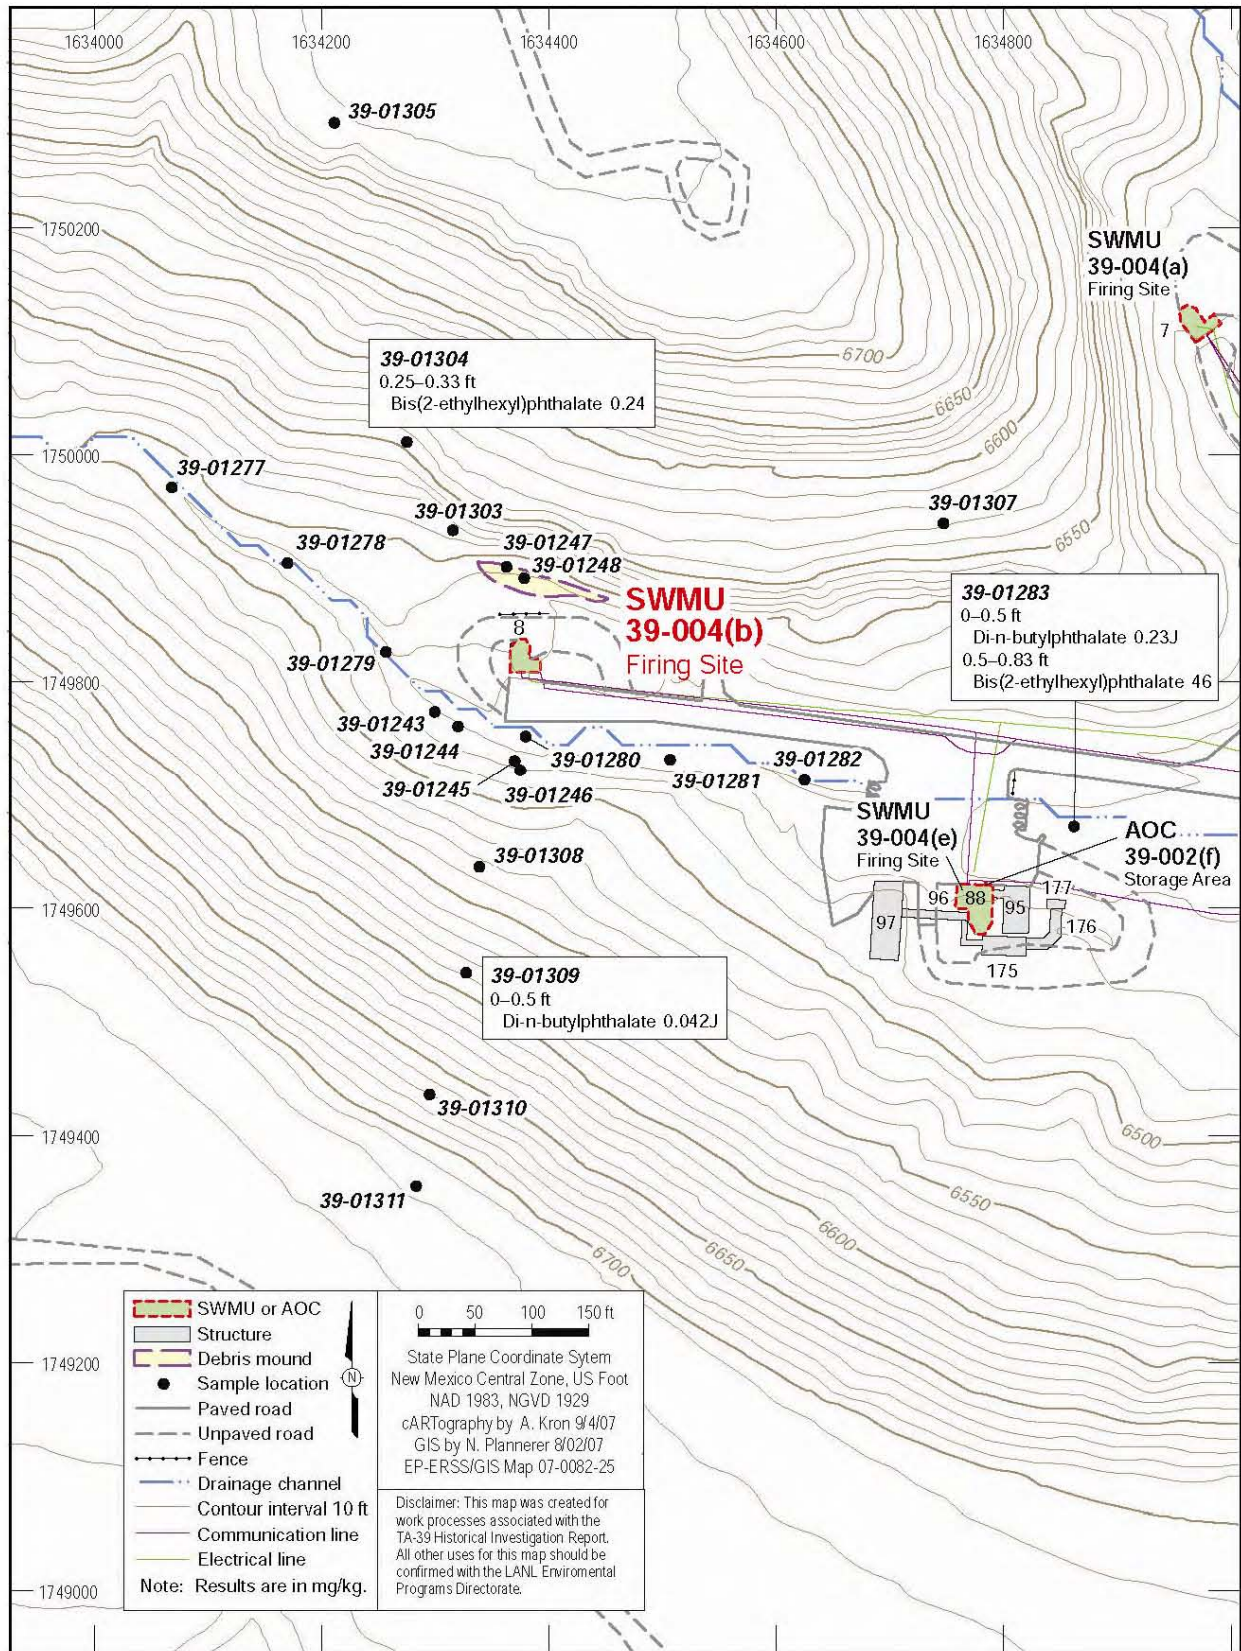 1634000
1634200
1634400
1634600
1634800
39-01305
1750200
SWMU
39-004(a)
Firing Site
7
6700
6650
6600
6550
39-01304
0.25–0.33 ft
Bis(2-ethylhexyl)phthalate 0.24
1750000
39-01277
39-01303
39-01307
39-01278
39-01247
39-01248
SWMU
39-004(b)
Firing Site
8
39-01283
0–0.5 ft
Di-n-butylphthalate 0.23J
0.5–0.83 ft
Bis(2-ethylhexyl)phthalate 46
39-01279
1749800
39-01243
39-01244
39-01245
39-01246
39-01280
39-01281
39-01282
SWMU
39-004(e)
Firing Site
AOC
39-002(f)
Storage Area
39-01308
1749600
97
96
88
95
177
176
175
39-01309
0–0.5 ft
Di-n-butylphthalate 0.042J
39-01310
1749400
6500
39-01311
6550
6600
6650
6700
SWMU or AOC
Structure
Debris mound
Sample location
Paved road
Unpaved road
Fence
Drainage channel
Contour interval 10 ft
Communication line
Electrical line
Note: Results are in mg/kg.
N
0 50 100 150 ft
State Plane Coordinate Sytem
New Mexico Central Zone, US Foot
NAD 1983, NGVD 1929
cARTography by A. Kron 9/4/07
GIS by N. Plannerer 8/02/07
EP-ERSS/GIS Map 07-0082-25
Disclaimer: This map was created for
work processes associated with the
TA-39 Historical Investigation Report.
All other uses for this map should be
confirmed with the LANL Enviromental
Programs Directorate.
1749200
1749000